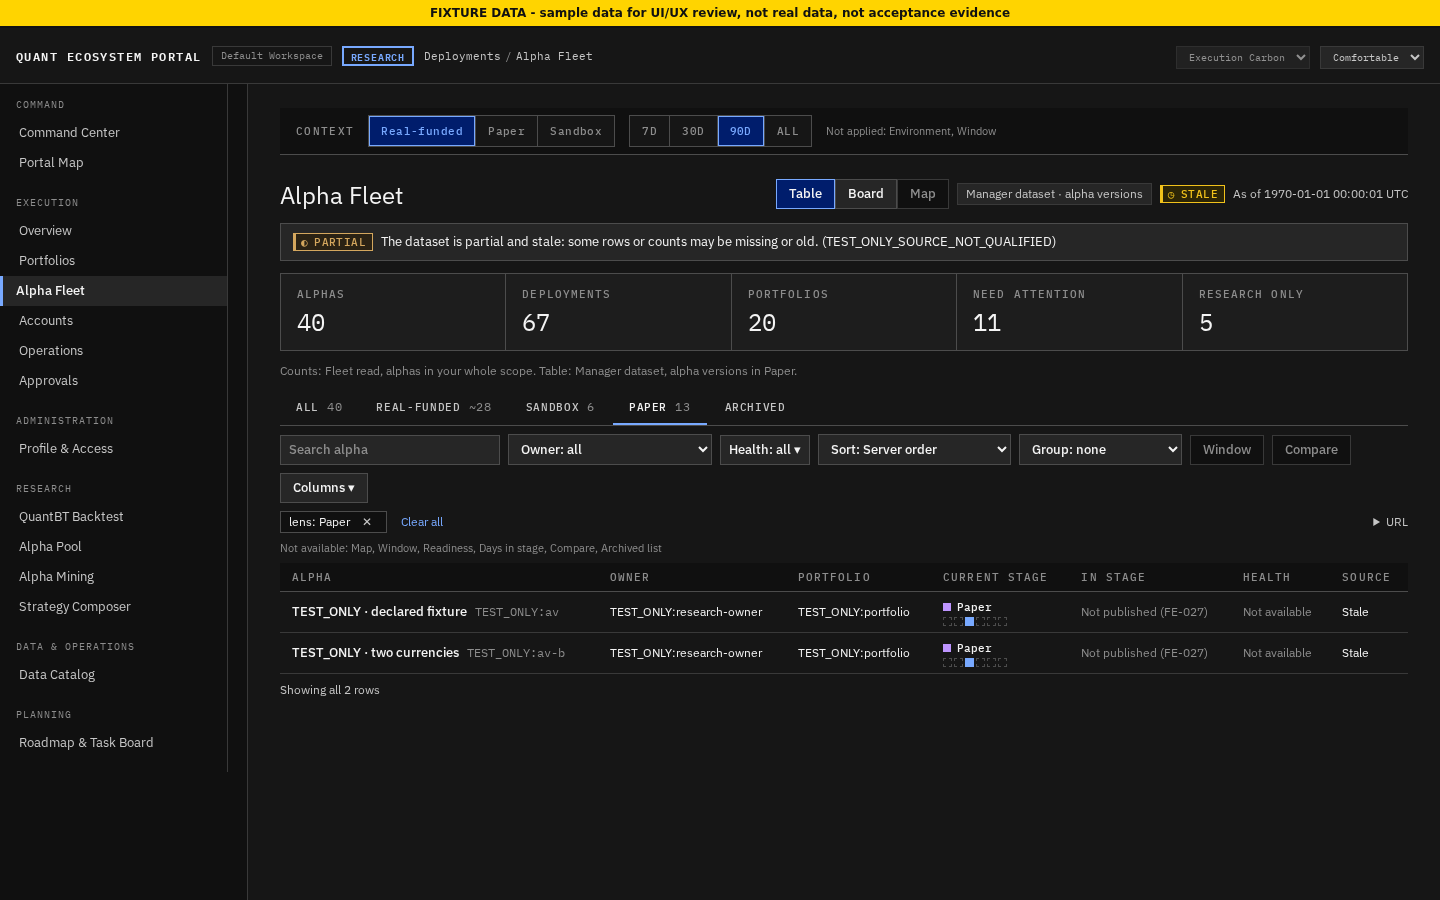 FIXTURE DATA - sample data for UI/UX review, not real data, not acceptance evidence
QUANT ECOSYSTEM PORTAL Default Workspace RESEARCH Deployments / Alpha Fleet Execution Carbon Comfortable
COMMAND
Command Center
Portal Map
EXECUTION
Overview
Portfolios
Alpha Fleet
Accounts
Operations
Approvals
ADMINISTRATION
Profile & Access
RESEARCH
QuantBT Backtest
Alpha Pool
Alpha Mining
Strategy Composer
DATA & OPERATIONS
Data Catalog
PLANNING
Roadmap & Task Board
CONTEXT Real-funded Paper Sandbox 7D 30D 90D ALL Not applied: Environment, Window
Alpha Fleet Table Board Map Manager dataset · alpha versions ◷ STALE As of 1970-01-01 00:00:01 UTC
◐ PARTIAL The dataset is partial and stale: some rows or counts may be missing or old. (TEST_ONLY_SOURCE_NOT_QUALIFIED)
ALPHAS DEPLOYMENTS PORTFOLIOS NEED ATTENTION RESEARCH ONLY
40 67 20 11 5
Counts: Fleet read, alphas in your whole scope. Table: Manager dataset, alpha versions in Paper.
ALL 40 REAL-FUNDED ~28 SANDBOX 6 PAPER 13 ARCHIVED
Search alpha Owner: all Health: all ▾ Sort: Server order Group: none Window Compare
Columns ▾
lens: Paper ✕ Clear all ▶ URL
Not available: Map, Window, Readiness, Days in stage, Compare, Archived list
ALPHA OWNER PORTFOLIO CURRENT STAGE IN STAGE HEALTH SOURCE
TEST_ONLY · declared fixture TEST_ONLY:av TEST_ONLY:research-owner TEST_ONLY:portfolio Paper Not published (FE-027) Not available Stale
TEST_ONLY · two currencies TEST_ONLY:av-b TEST_ONLY:research-owner TEST_ONLY:portfolio Paper Not published (FE-027) Not available Stale
Showing all 2 rows